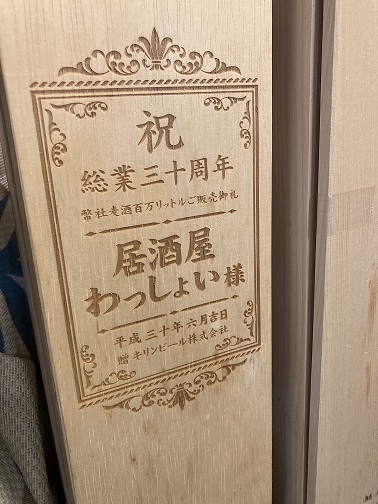 祝
総業三十周年
幣社麦酒百万リットルご販売御礼
居酒屋
わっしょい様
平成三十年六月吉日
贈 キリンビール株式会社